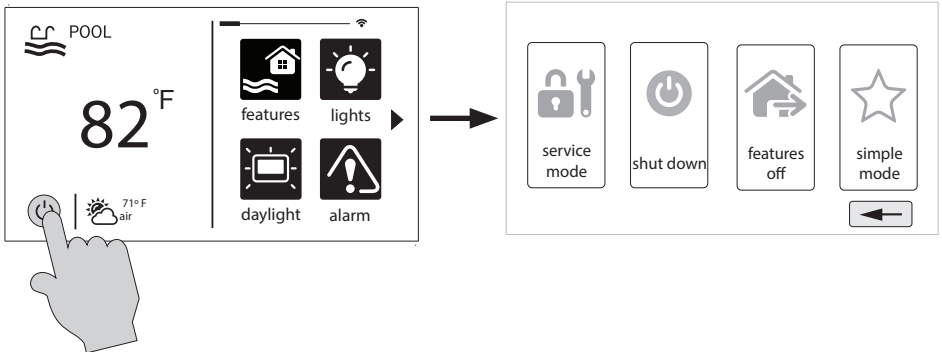 POOL
82°F
features
lights
daylight
alarm
71° F
air
service
mode
shut down
features
off
simple
mode